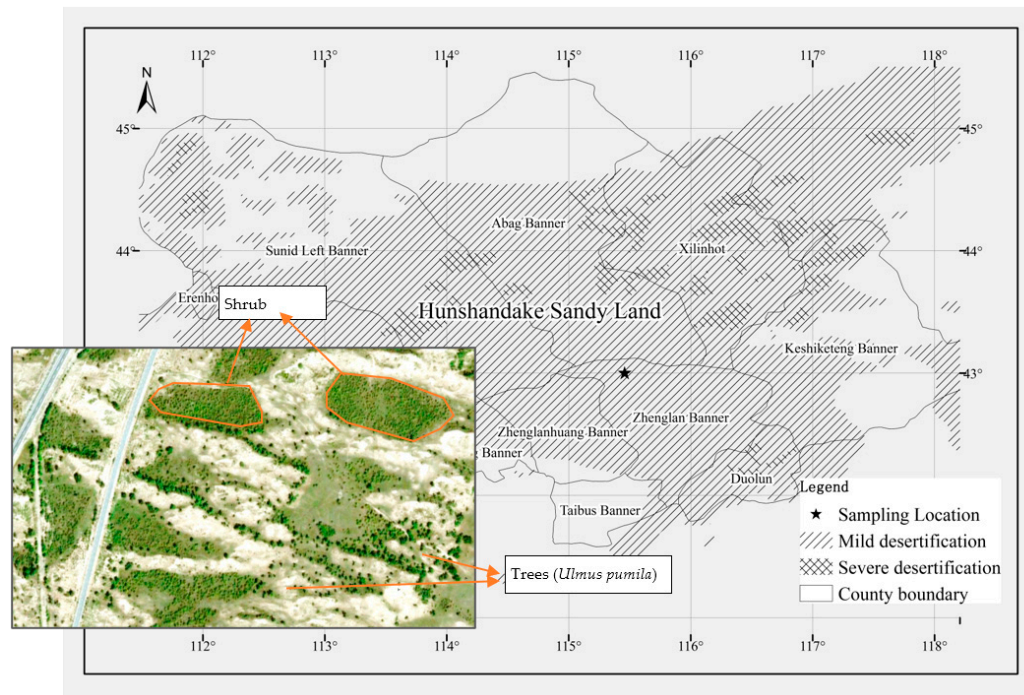 112° 113° 114° 115° 116° 117° 118°
N
45° 45°
Abag Banner
Xilinhot
44° Sunid Left Banner 44°
Erenho
Shrub
Hunshandake Sandy Land
Keshiketeng Banner
43° 43°
Zhenglan Banner
Zhenglanhuang Banner
Banner
Duolun
Taibus Banner
Legend
Sampling Location
Mild desertification
Severe desertification
County boundary
Trees (Ulmus pumila)
112° 113° 114° 115° 116° 117° 118°